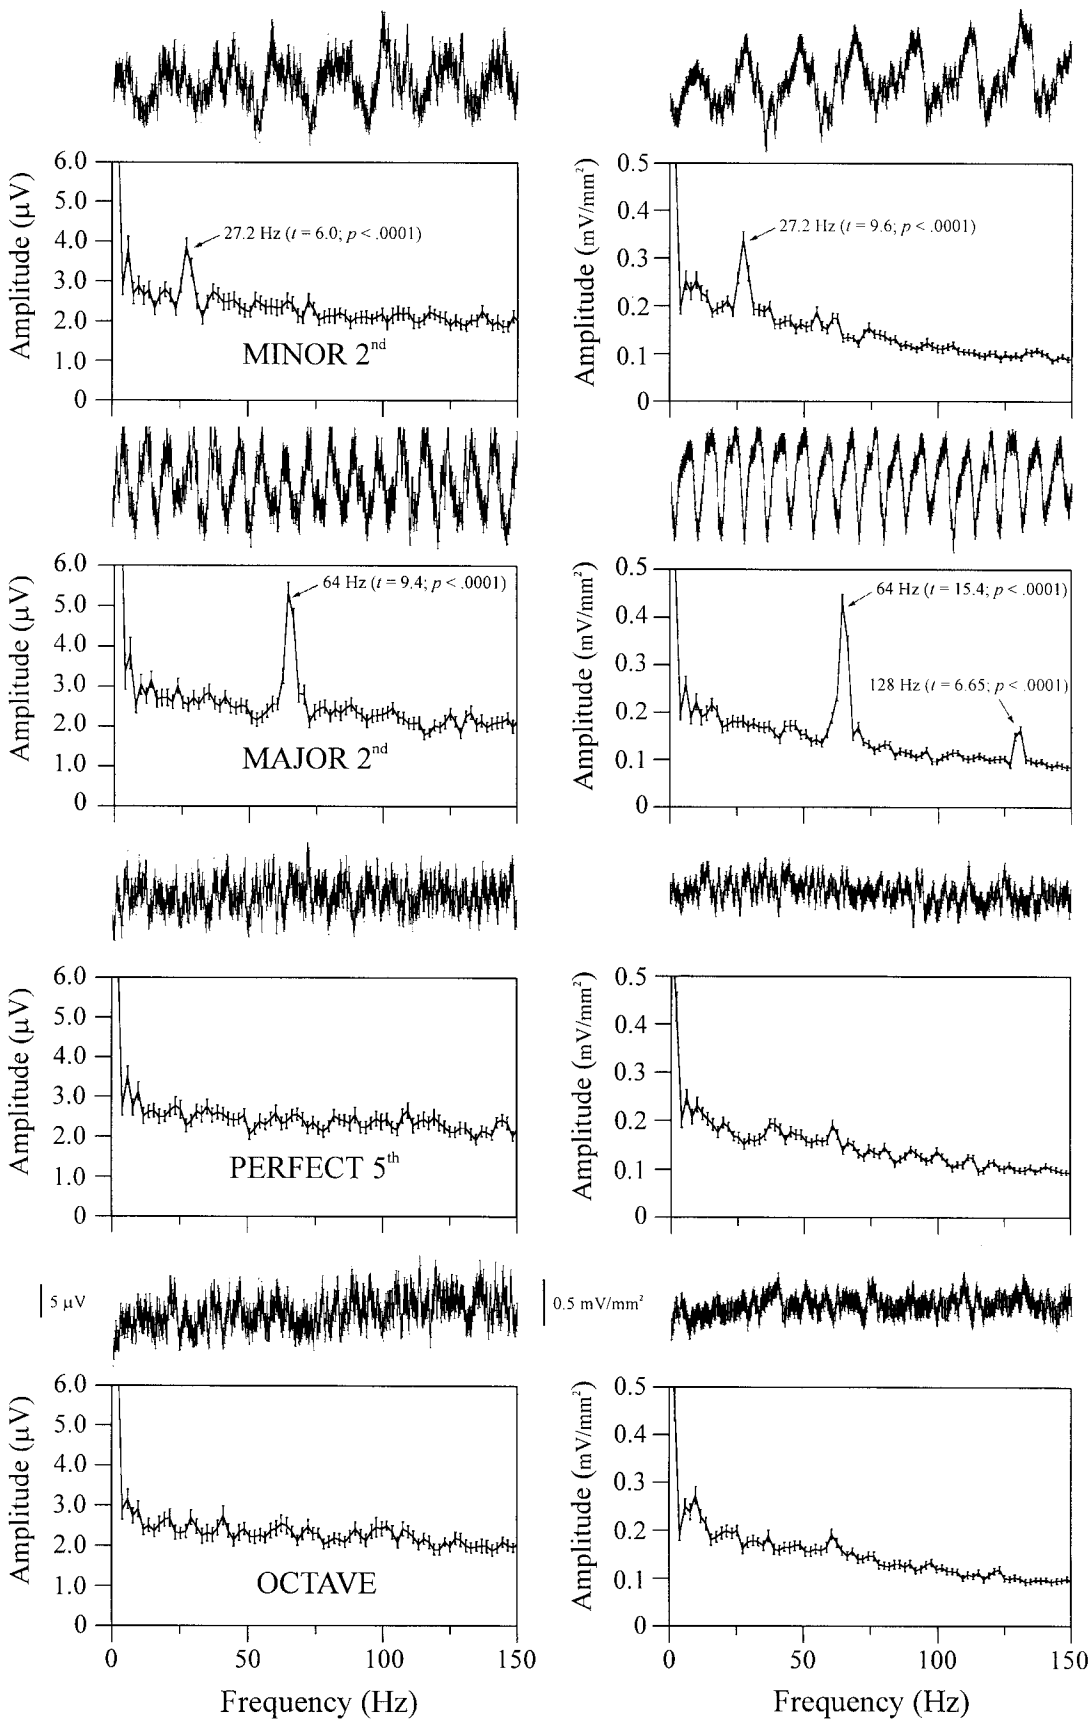 6.0
5.0
4.0
3.0
2.0
1.0
0
Amplitude (µV)
27.2 Hz (t = 6.0; p < .0001)
MINOR 2nd
0.5
0.4
0.3
0.2
0.1
0
Amplitude (mV/mm²)
27.2 Hz (t = 9.6; p < .0001)
6.0
5.0
4.0
3.0
2.0
1.0
0
Amplitude (µV)
64 Hz (t = 9.4; p < .0001)
MAJOR 2nd
0.5
0.4
0.3
0.2
0.1
0
Amplitude (mV/mm²)
64 Hz (t = 15.4; p < .0001)
128 Hz (t = 6.65; p < .0001)
6.0
5.0
4.0
3.0
2.0
1.0
0
Amplitude (µV)
PERFECT 5th
0.5
0.4
0.3
0.2
0.1
0
Amplitude (mV/mm²)
5 µV
0.5 mV/mm²
6.0
5.0
4.0
3.0
2.0
1.0
0
Amplitude (µV)
OCTAVE
0 50 100 150
Frequency (Hz)
0.5
0.4
0.3
0.2
0.1
0
Amplitude (mV/mm²)
0 50 100 150
Frequency (Hz)